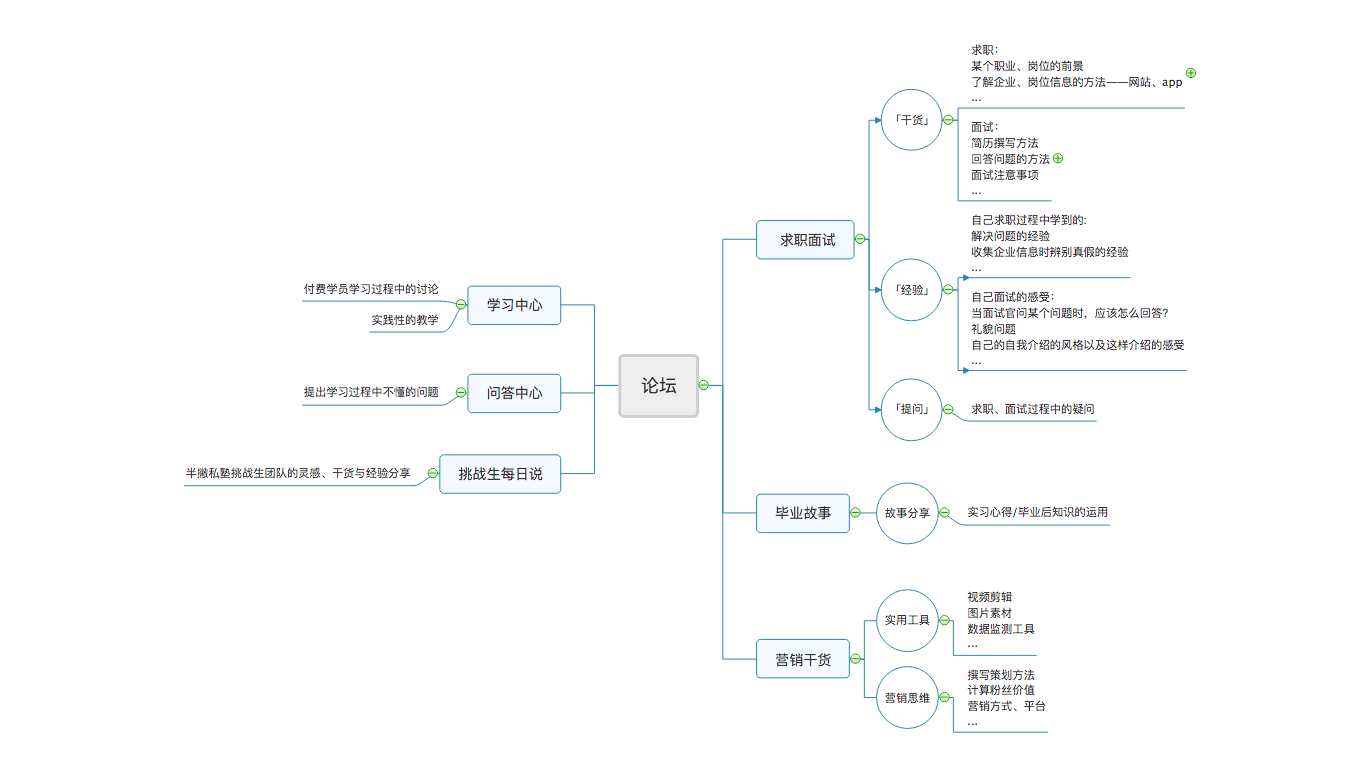 论坛
求职面试
「干货」
求职：
某个职业、岗位的前景
了解企业、岗位信息的方法——网站、app
...
面试：
简历撰写方法
回答问题的方法
面试注意事项
...
「经验」
自己求职过程中学到的:
解决问题的经验
收集企业信息时辨别真假的经验
...
自己面试的感受：
当面试官问某个问题时，应该怎么回答？
礼貌问题
自己的自我介绍的风格以及这样介绍的感受
...
「提问」
求职、面试过程中的疑问
毕业故事
故事分享
实习心得/毕业后知识的运用
营销干货
实用工具
视频剪辑
图片素材
数据监测工具
...
营销思维
撰写策划方法
计算粉丝价值
营销方式、平台
...
学习中心
付费学员学习过程中的讨论
实践性的教学
问答中心
提出学习过程中不懂的问题
挑战生每日说
半撇私塾挑战生团队的灵感、干货与经验分享